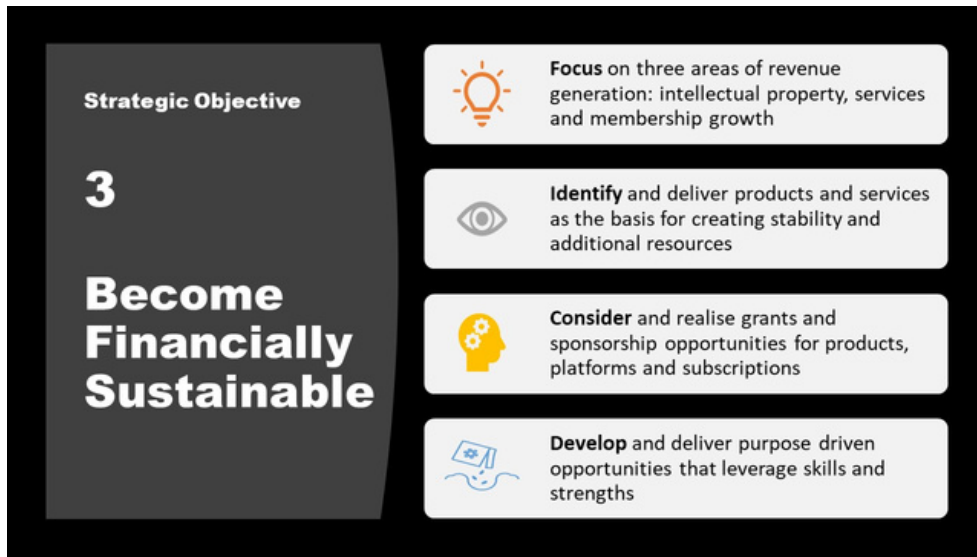 Strategic Objective
3
Become
Financially
Sustainable
Focus on three areas of revenue
generation: intellectual property, services
and membership growth
Identify and deliver products and services
as the basis for creating stability and
additional resources
Consider and realise grants and
sponsorship opportunities for products,
platforms and subscriptions
Develop and deliver purpose driven
opportunities that leverage skills and
strengths